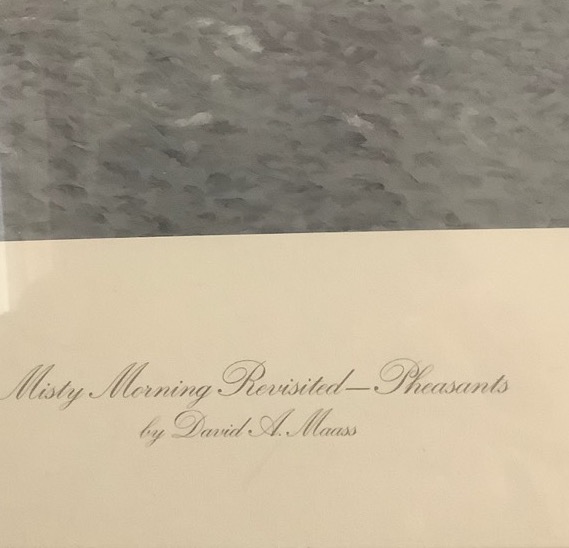 Misty Morning Revisited—Pheasants
by David A. Maass